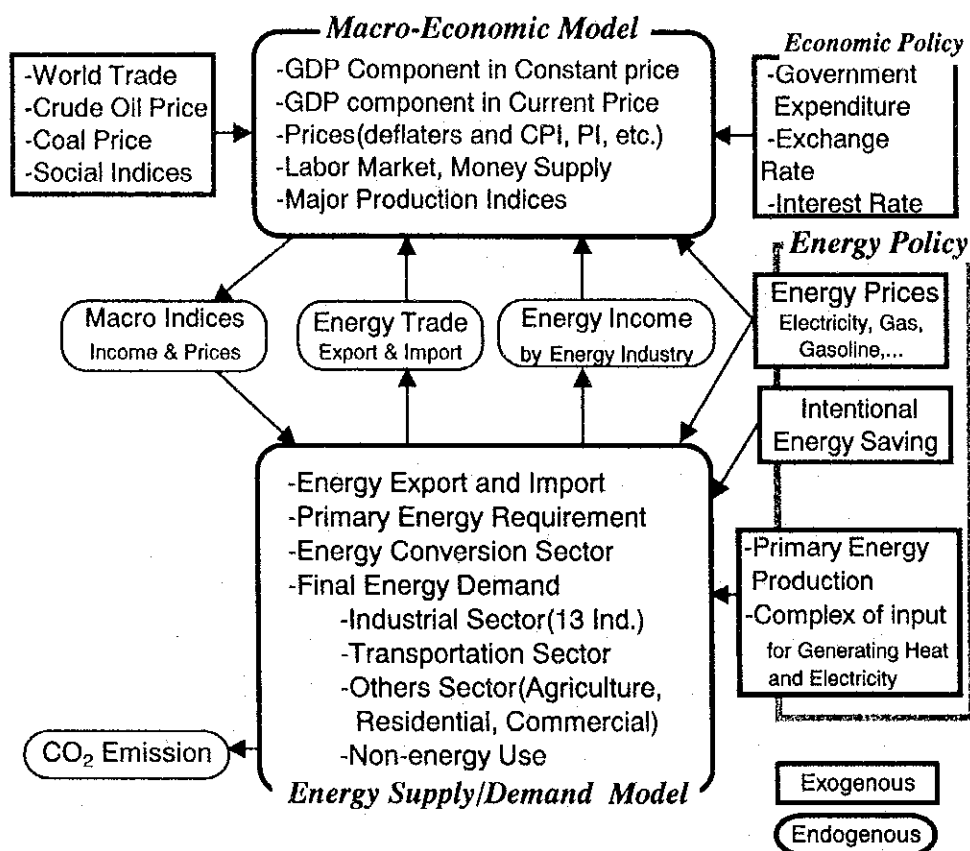 Macro-Economic Model
-World Trade
-Crude Oil Price
-Coal Price
-Social Indices
-GDP Component in Constant price
-GDP component in Current Price
-Prices(deflaters and CPI, PI, etc.)
-Labor Market, Money Supply
-Major Production Indices
Economic Policy
-Government
Expenditure
-Exchange
Rate
-Interest Rate
Energy Policy
Macro Indices
Income & Prices
Energy Trade
Export & Import
Energy Income
by Energy Industry
Energy Prices
Electricity, Gas,
Gasoline,...
Intentional
Energy Saving
-Energy Export and Import
-Primary Energy Requirement
-Energy Conversion Sector
-Final Energy Demand
-Industrial Sector(13 Ind.)
-Transportation Sector
-Others Sector(Agriculture,
Residential, Commercial)
-Non-energy Use
Energy Supply/Demand Model
-Primary Energy
Production
-Complex of input
for Generating Heat
and Electricity
CO₂ Emission
Exogenous
Endogenous